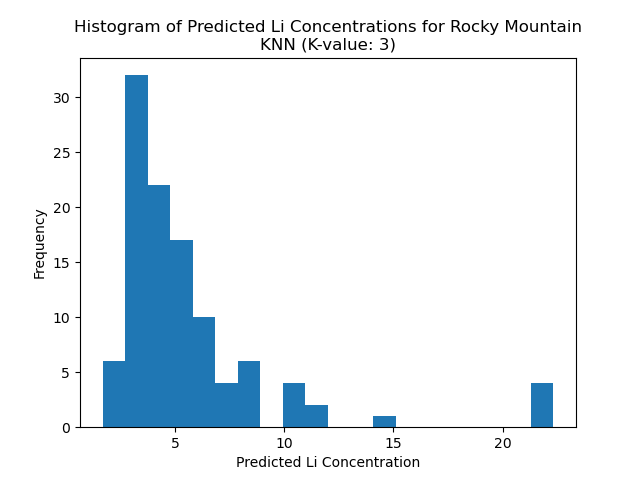 Histogram of Predicted Li Concentrations for Rocky Mountain
KNN (K-value: 3)
30
25
20
15
10
5
0
Frequency
5
10
15
20
Predicted Li Concentration